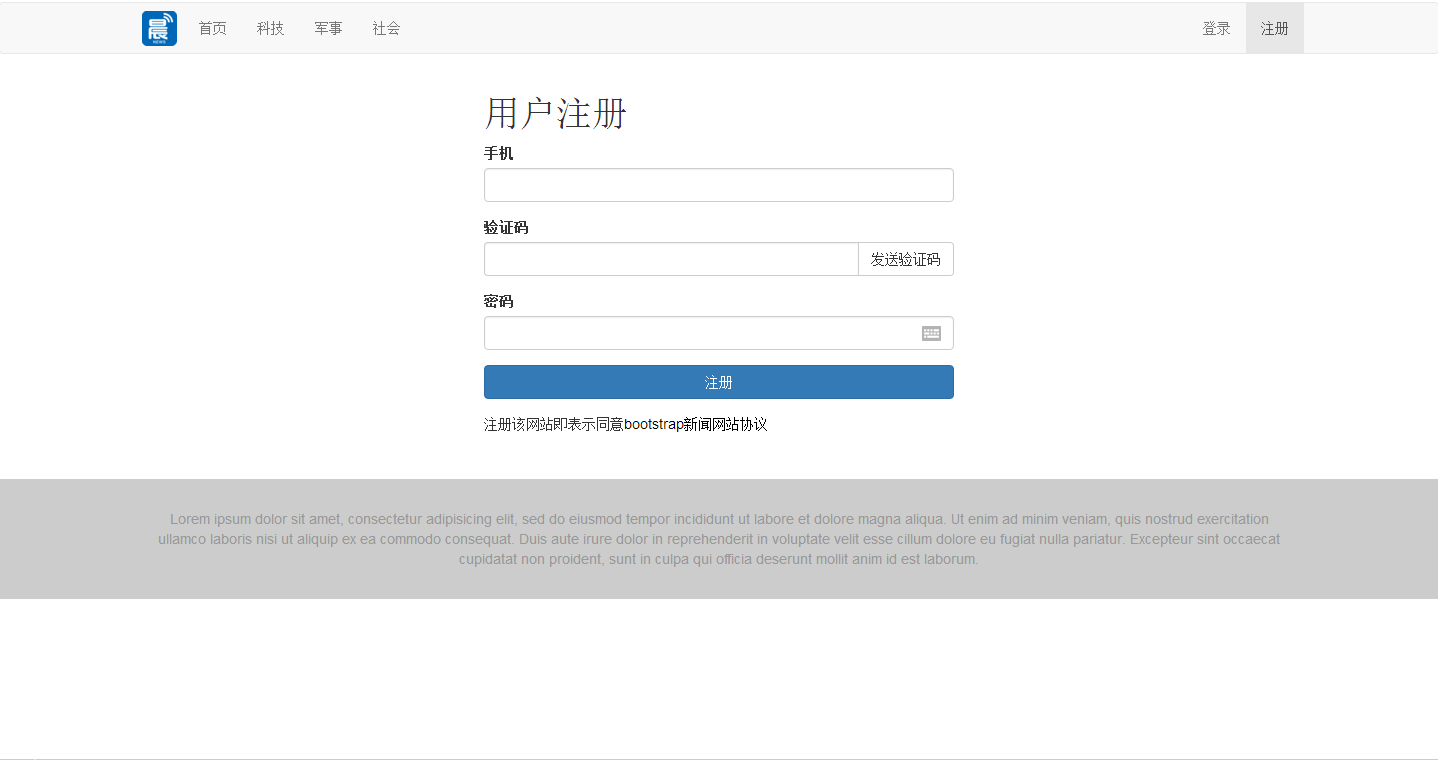 晨
NEWS
首页 科技 军事 社会 登录 注册
用户注册
手机
验证码
发送验证码
密码
注册
注册该网站即表示同意bootstrap新闻网站协议
Lorem ipsum dolor sit amet, consectetur adipisicing elit, sed do eiusmod tempor incididunt ut labore et dolore magna aliqua. Ut enim ad minim veniam, quis nostrud exercitation
ullamco laboris nisi ut aliquip ex ea commodo consequat. Duis aute irure dolor in reprehenderit in voluptate velit esse cillum dolore eu fugiat nulla pariatur. Excepteur sint occaecat
cupidatat non proident, sunt in culpa qui officia deserunt mollit anim id est laborum.